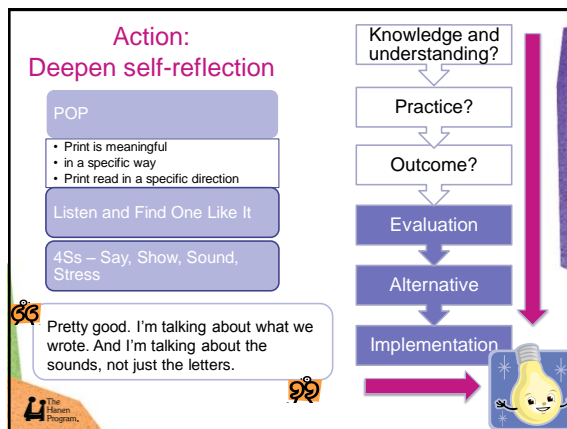 Action:
Deepen self-reflection
POP
• Print is meaningful
• in a specific way
• Print read in a specific direction
Listen and Find One Like It
4Ss – Say, Show, Sound,
Stress
Pretty good. I'm talking about what we
wrote. And I'm talking about the
sounds, not just the letters.
The
Hanen
Program.
Knowledge and
understanding?
Practice?
Outcome?
Evaluation
Alternative
Implementation